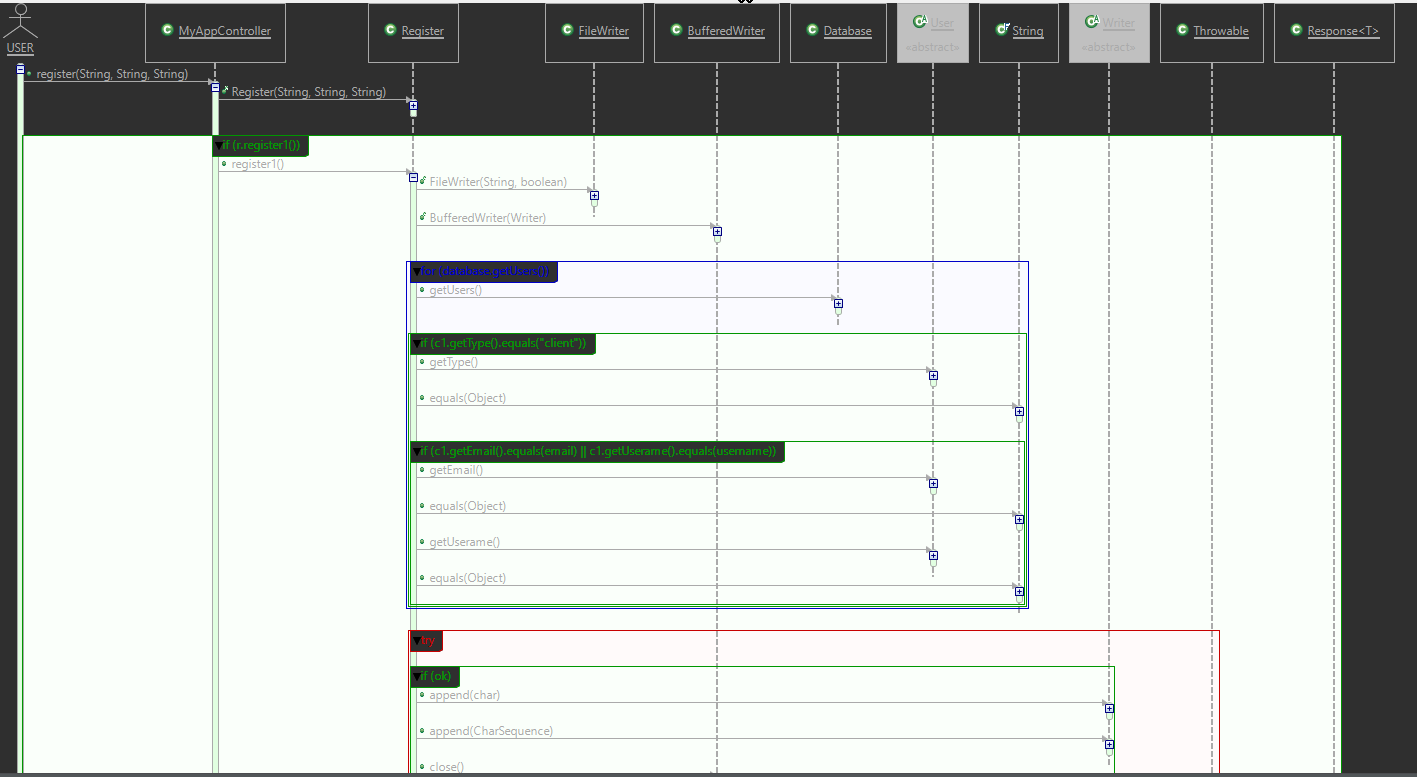 USER
MyAppController
Register
FileWriter
BufferedWriter
Database
User
«abstract»
String
Writer
«abstract»
Throwable
Response<T>
register(String, String, String)
Register(String, String, String)
if (r.register1())
register1()
FileWriter(String, boolean)
BufferedWriter(Writer)
for (database.getUsers())
getUsers()
if (c1.getType().equals("client"))
getType()
equals(Object)
if (c1.getEmail().equals(email) || c1.getUserame().equals(username))
getEmail()
equals(Object)
getUserame()
equals(Object)
try
if (ok)
append(char)
append(CharSequence)
close()